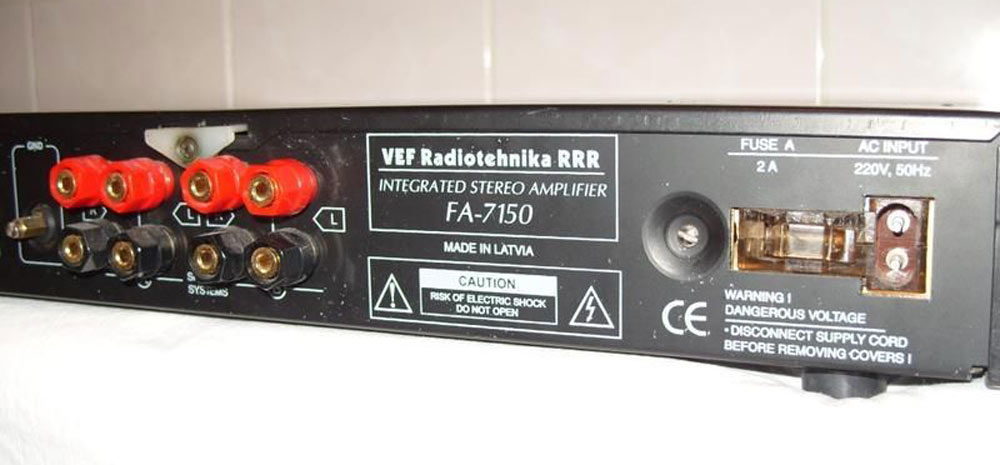 GND
R
L
R
L
SYSTEMS
VEF Radiotehnika RRR
INTEGRATED STEREO AMPLIFIER
FA-7150
MADE IN LATVIA
CAUTION
RISK OF ELECTRIC SHOCK
DO NOT OPEN
FUSE A
2 A
AC INPUT
220V, 50Hz
CE
WARNING !
DANGEROUS VOLTAGE
• DISCONNECT SUPPLY CORD
BEFORE REMOVING COVERS !